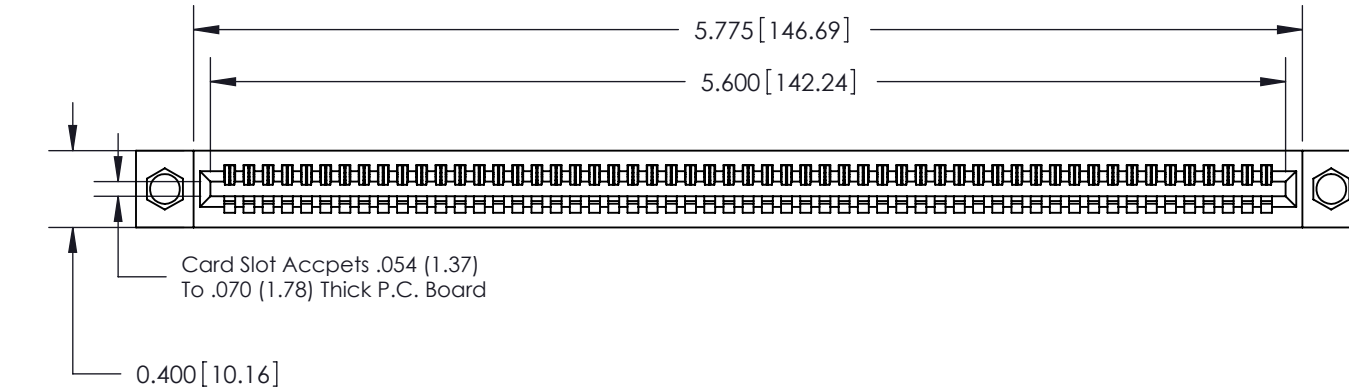 5.775[146.69]
5.600[142.24]
Card Slot Accpets .054 (1.37)
To .070 (1.78) Thick P.C. Board
0.400[10.16]